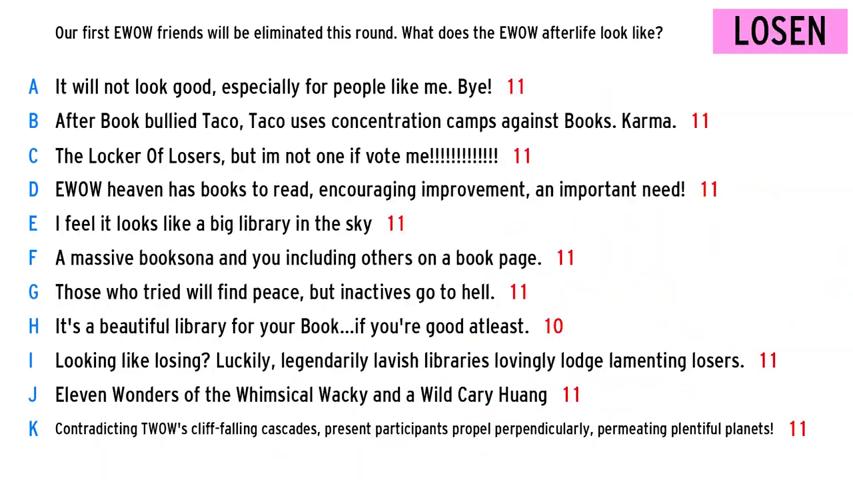 Our first EWOW friends will be eliminated this round. What does the EWOW afterlife look like?
LOSEN
A It will not look good, especially for people like me. Bye! 11
B After Book bullied Taco, Taco uses concentration camps against Books. Karma. 11
C The Locker Of Losers, but im not one if vote me!!!!!!!!!!!!! 11
D EWOW heaven has books to read, encouraging improvement, an important need! 11
E I feel it looks like a big library in the sky 11
F A massive booksona and you including others on a book page. 11
G Those who tried will find peace, but inactives go to hell. 11
H It's a beautiful library for your Book...if you're good atleast. 10
I Looking like losing? Luckily, legendarily lavish libraries lovingly lodge lamenting losers. 11
J Eleven Wonders of the Whimsical Wacky and a Wild Cary Huang 11
K Contradicting TWOW's cliff-falling cascades, present participants propel perpendicularly, permeating plentiful planets! 11